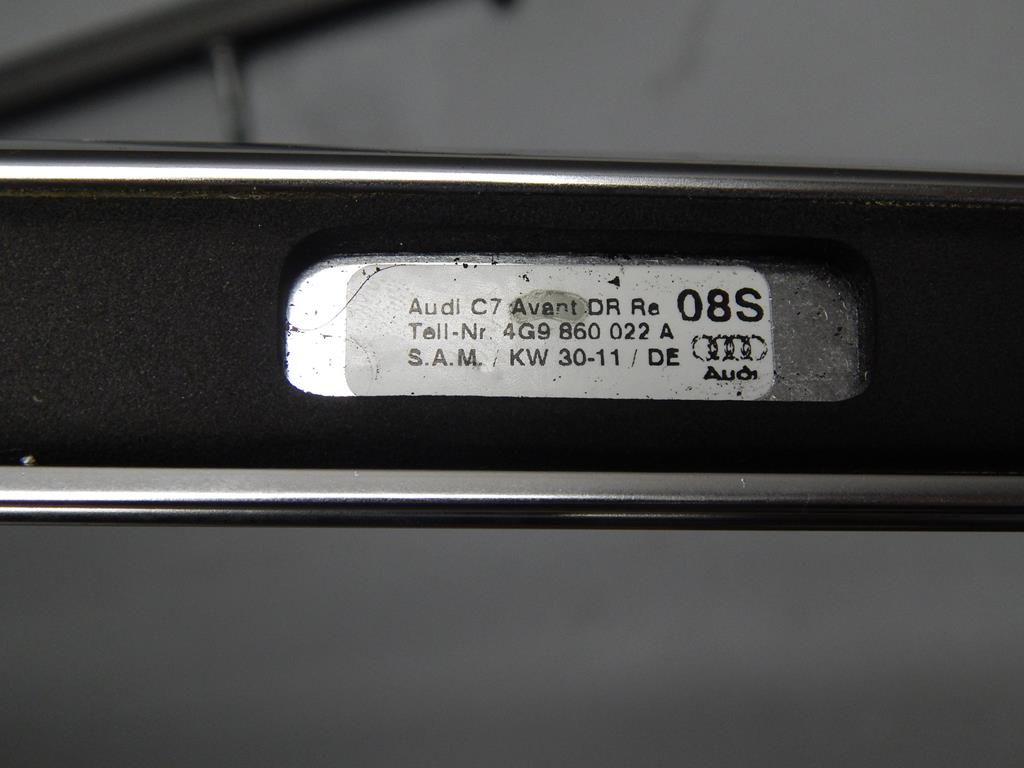 Audi C7 Avant DR Re 08S
Teil-Nr. 4G9 860 022 A
S.A.M. / KW 30-11 / DE
Audi